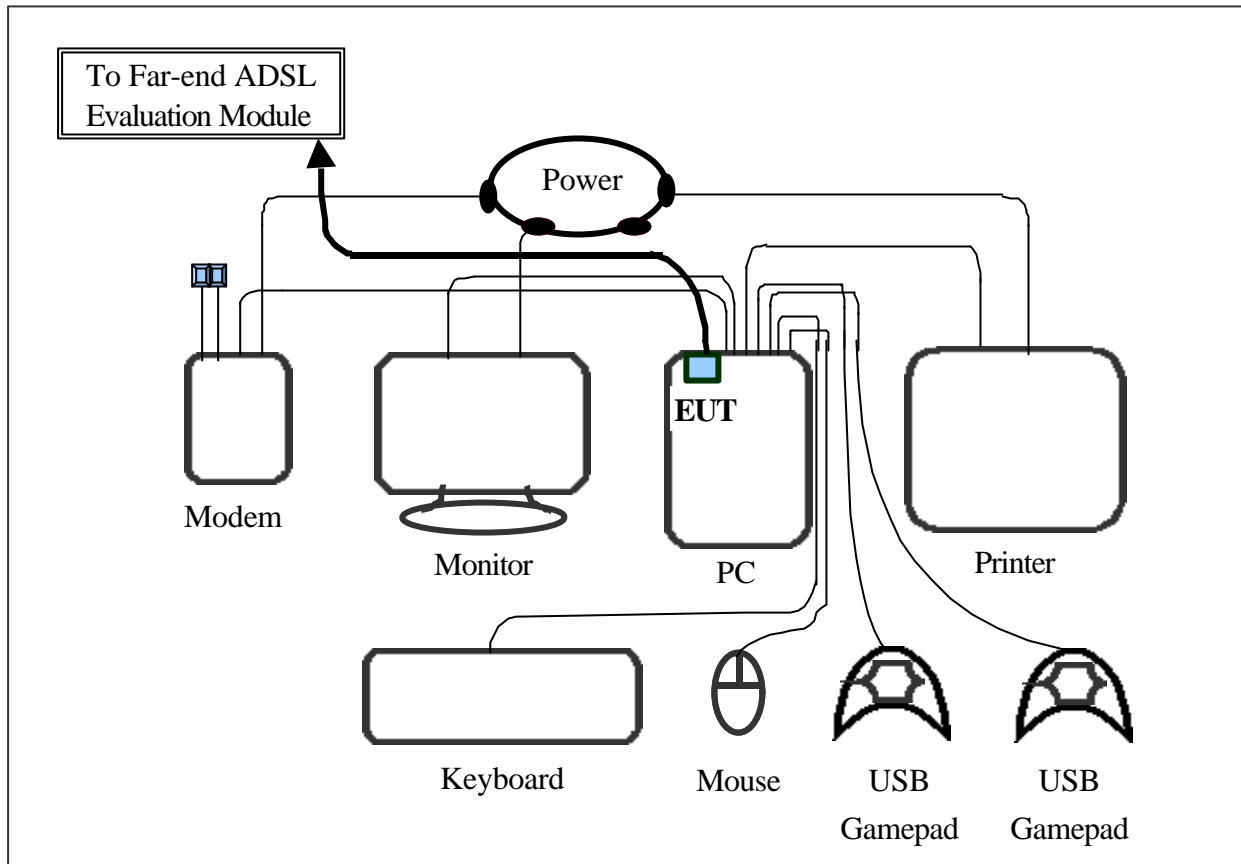 To Far-end ADSL
Evaluation Module
Power
EUT
Modem
Monitor
PC
Printer
Keyboard
Mouse
USB
Gamepad
USB
Gamepad